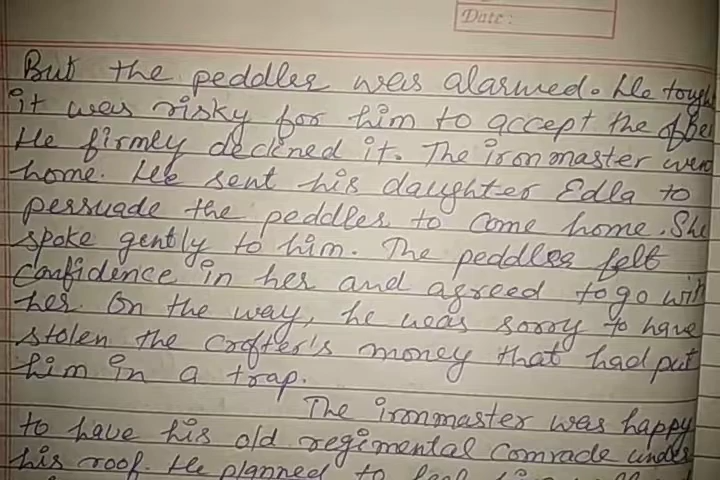 Date:
But the peddler was alarmed. He tough
it was risky for him to accept the offer
He firmly declined it. The ironmaster went
home. He sent his daughter Edla to
persuade the peddler to come home. She
spoke gently to him. The peddler felt
confidence in her and agreed to go with
her. On the way, he was sorry to have
stolen the crofter's money that had put
him in a trap.
The ironmaster was happy
to have his old regimental comrade under
his roof. He planned to